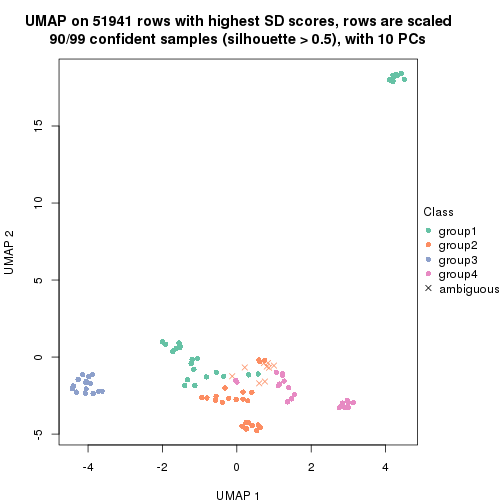 UMAP on 51941 rows with highest SD scores, rows are scaled
90/99 confident samples (silhouette > 0.5), with 10 PCs
15
10
5
0
-5
UMAP 2
-4
-2
0
2
4
UMAP 1
Class
group1
group2
group3
group4
ambiguous